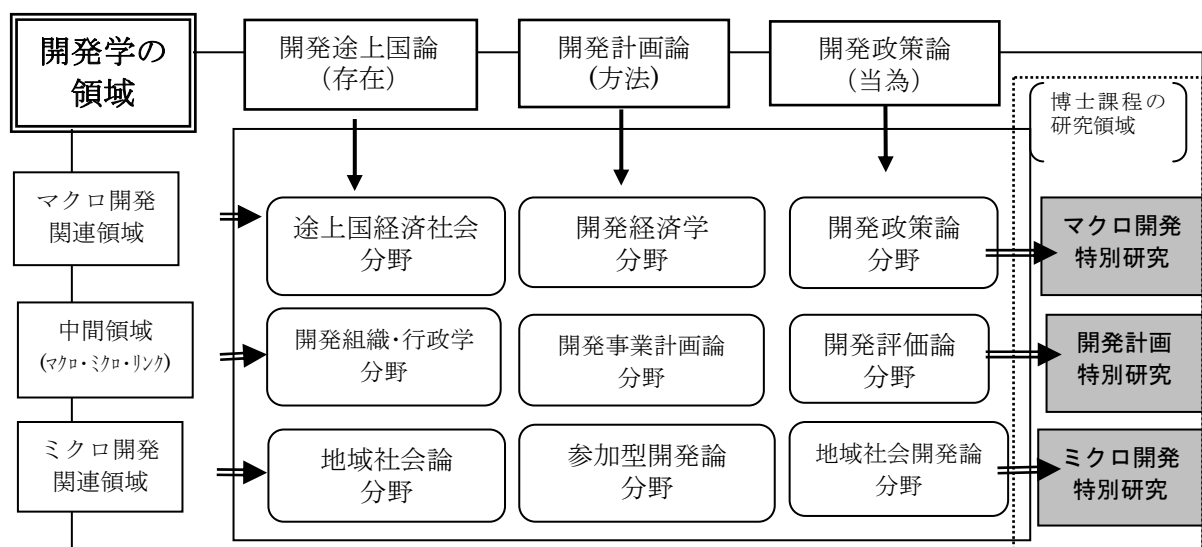 開発学の
領域
開発途上国論
（存在）
開発計画論
(方法)
開発政策論
（当為）
博士課程の
研究領域
マクロ開発
関連領域
途上国経済社会
分野
開発経済学
分野
開発政策論
分野
マクロ開発
特別研究
中間領域
(ﾏｸﾛ・ﾐｸﾛ・ﾘﾝｸ)
開発組織・行政学
分野
開発事業計画論
分野
開発評価論
分野
開発計画
特別研究
ミクロ開発
関連領域
地域社会論
分野
参加型開発論
分野
地域社会開発論
分野
ミクロ開発
特別研究